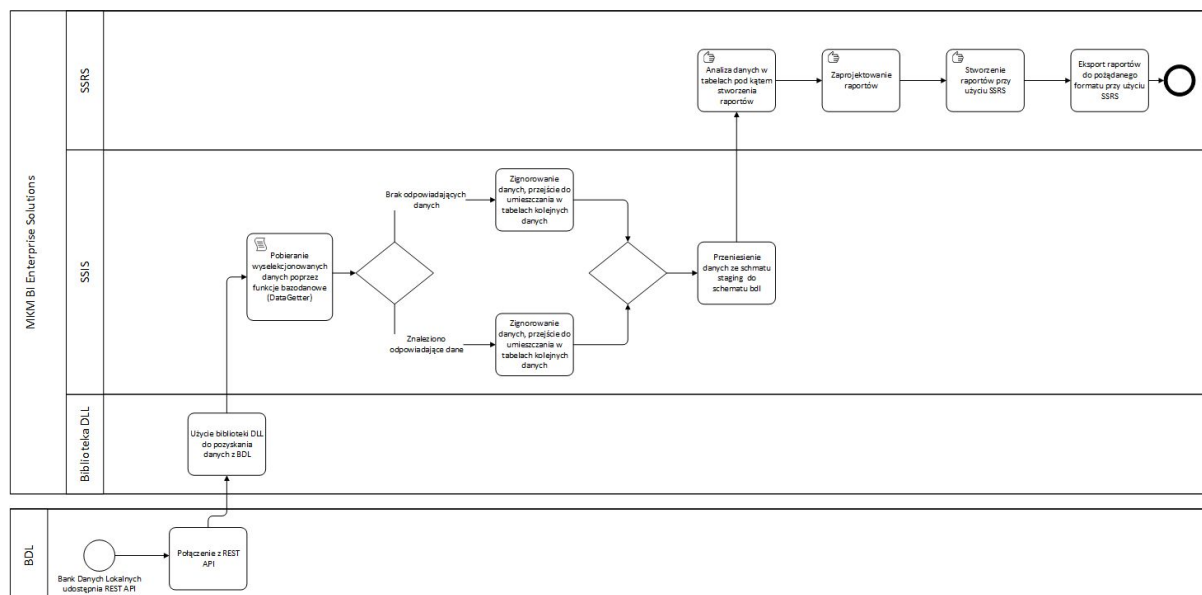 MKM BI Enterprise Solutions
SSRS
Analiza danych w
tabelach pod kątem
stworzenia raportów
Zaprojektowanie
raportów
Stworzenie
raportów przy
użyciu SSRS
Eksport raportów
do pożądanego
formatu przy użyciu
SSRS
SSIS
Pobieranie
wyselekcjonowanych
danych poprzez
funkcje bazodanowe
(DataGetter)
Brak odpowiadających
danych
Zignorowanie
danych, przejście do
umieszczania w
tabelach kolejnych
danych
Znaleziono
odpowiadające dane
Zignorowanie
danych, przejście do
umieszczania w
tabelach kolejnych
danych
Przeniesienie
danych ze schmatu
staging do
schematu bdl
Biblioteka DLL
Użycie biblioteki DLL
do pozyskania
danych z BDL
BDL
Bank Danych Lokalnych
udostępnia REST API
Połączenie z REST
API